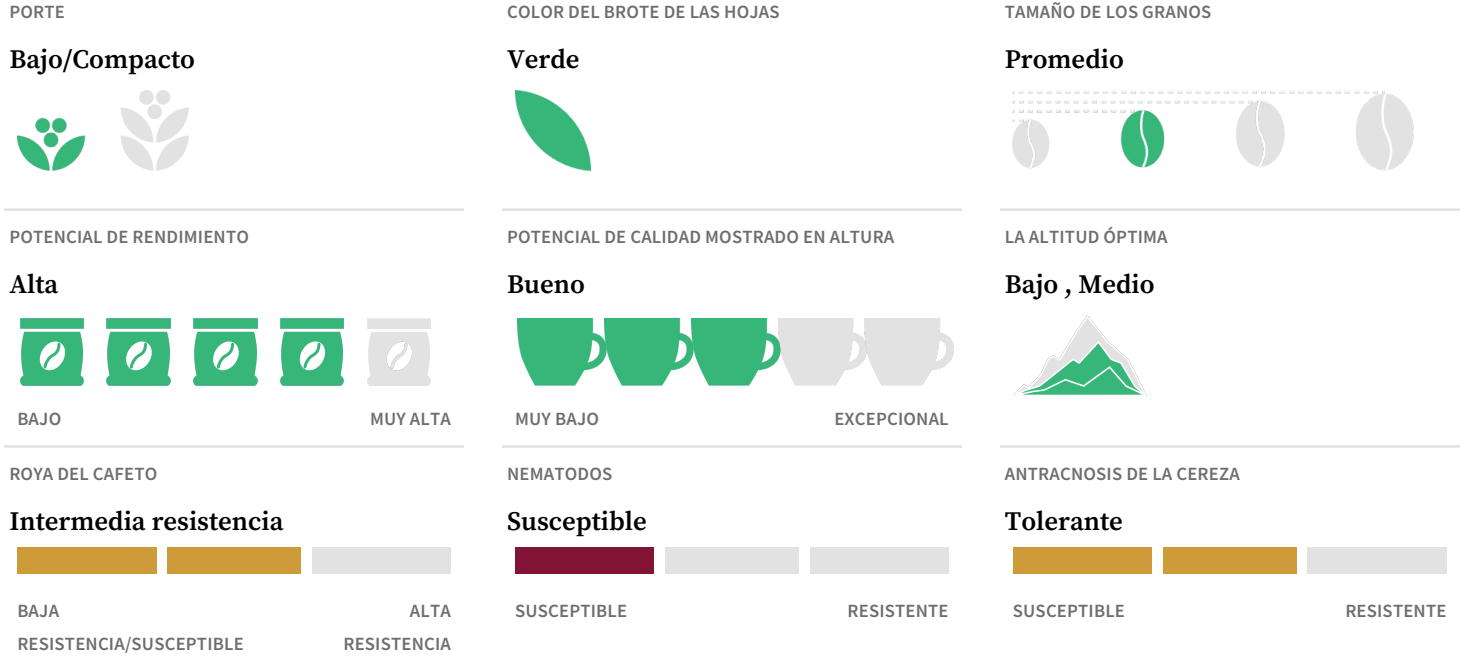 PORTE
Bajo/Compacto
COLOR DEL BROTE DE LAS HOJAS
Verde
TAMAÑO DE LOS GRANOS
Promedio
POTENCIAL DE RENDIMIENTO
Alta
BAJO
MUY ALTA
POTENCIAL DE CALIDAD MOSTRADO EN ALTURA
Bueno
MUY BAJO
EXCEPCIONAL
LA ALTITUD ÓPTIMA
Bajo , Medio
ROYA DEL CAFETO
Intermedia resistencia
BAJA
RESISTENCIA/SUSCEPTIBLE
ALTA
RESISTENCIA
NEMATODOS
Susceptible
SUSCEPTIBLE
RESISTENTE
ANTRACNOSIS DE LA CEREZA
Tolerante
SUSCEPTIBLE
RESISTENTE